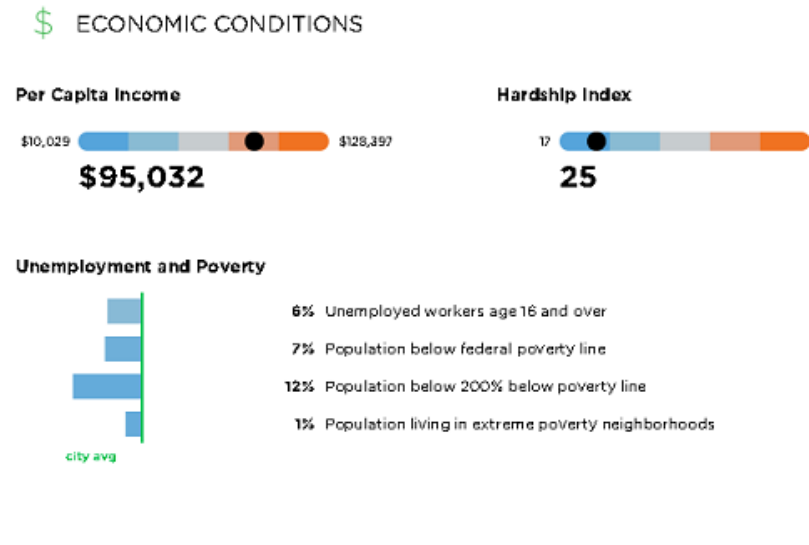 $ ECONOMIC CONDITIONS
Per Capita Income
$10,029 $128,397
$95,032
Hardship Index
17
25
Unemployment and Poverty
6% Unemployed workers age 16 and over
7% Population below federal poverty line
12% Population below 200% below poverty line
1% Population living in extreme poverty neighborhoods
city avg